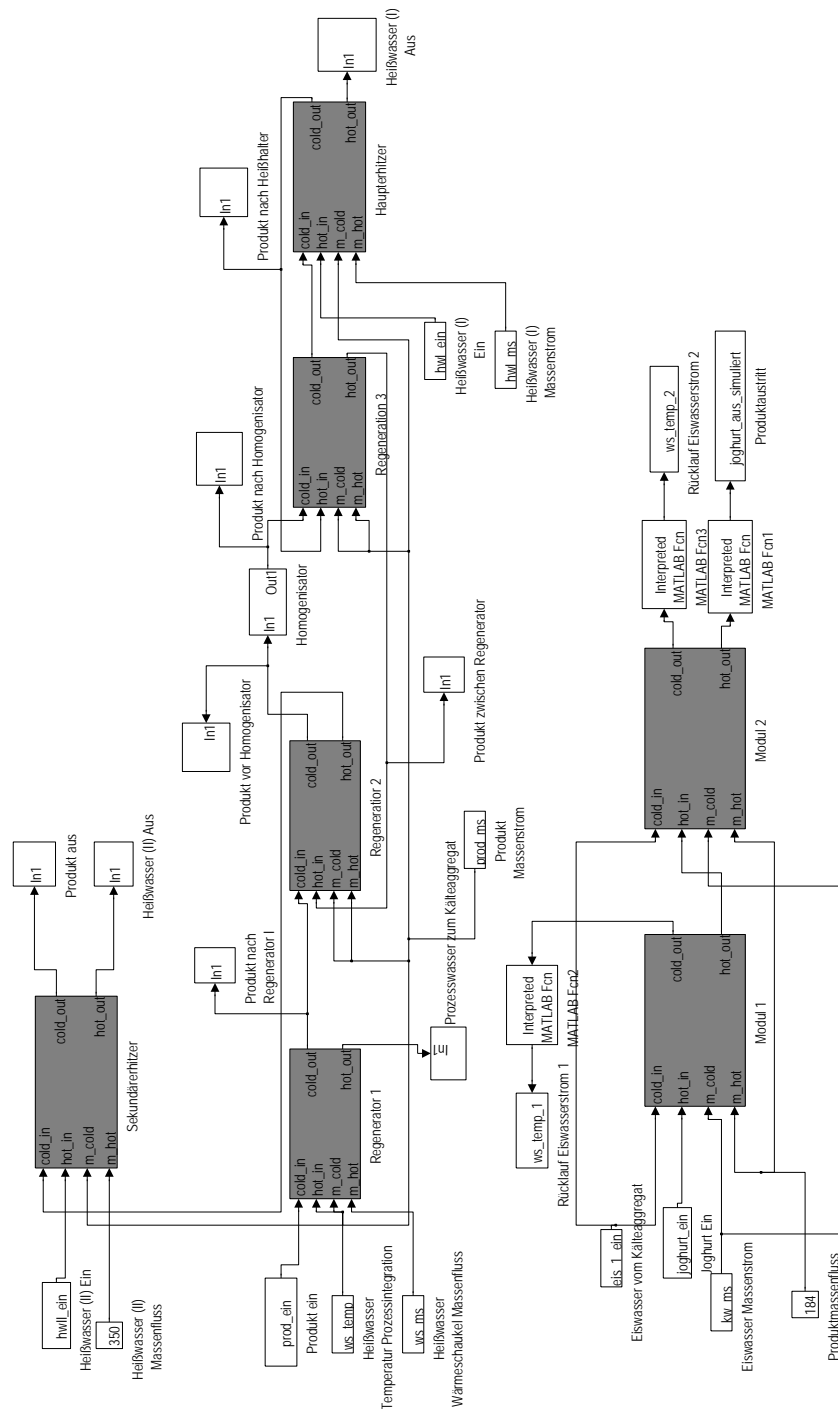 hwII_ein
Heißwasser (II) Ein
350
Heißwasser (II)
Massenfluss
cold_in
hot_in
m_cold
m_hot
cold_out
hot_out
Sekundärerhitzer
In1
Produkt aus
In1
Heißwasser (II) Aus
prod_ein
Produkt ein
ws_temp
Heißwasser
Temperatur Prozessintegration
ws_ms
Heißwasser
Wärmeschaukel Massenfluss
cold_in
hot_in
m_cold
m_hot
cold_out
hot_out
Regenerator 1
In1
Produkt nach
Regenerator I
In1
Prozesswasser zum Kälteaggregat
cold_in
hot_in
m_cold
m_hot
cold_out
hot_out
Regeneratior 2
prod_ms
Produkt
Massenstrom
In1
Produkt vor Homogenisator
In1
Produkt zwischen Regenerator
In1
Out1
Homogenisator
In1
Produkt nach Homogenisator
cold_in
hot_in
m_cold
m_hot
cold_out
hot_out
Regeneration 3
hwI_ein
Heißwasser (I)
Ein
hwI_ms
Heißwasser (I)
Massenstrom
In1
Produkt nach Heißhalter
cold_in
hot_in
m_cold
m_hot
cold_out
hot_out
Haupterhitzer
In1
Heißwasser (I)
Aus
eis_1_ein
Eiswasser vom Kälteaggregat
joghurt_ein
Joghurt Ein
kw_ms
Eiswasser Massenstrom
184
Produktmassenfluss
ws_temp_1
Rücklauf Eiswasserstrom 1
Interpreted
MATLAB Fcn
MATLAB Fcn2
cold_in
hot_in
m_cold
m_hot
cold_out
hot_out
Modul 1
cold_in
hot_in
m_cold
m_hot
cold_out
hot_out
Modul 2
Interpreted
MATLAB Fcn
MATLAB Fcn3
Interpreted
MATLAB Fcn
MATLAB Fcn1
ws_temp_2
Rücklauf Eiswasserstrom 2
joghurt_aus_simuliert
Produktaustritt